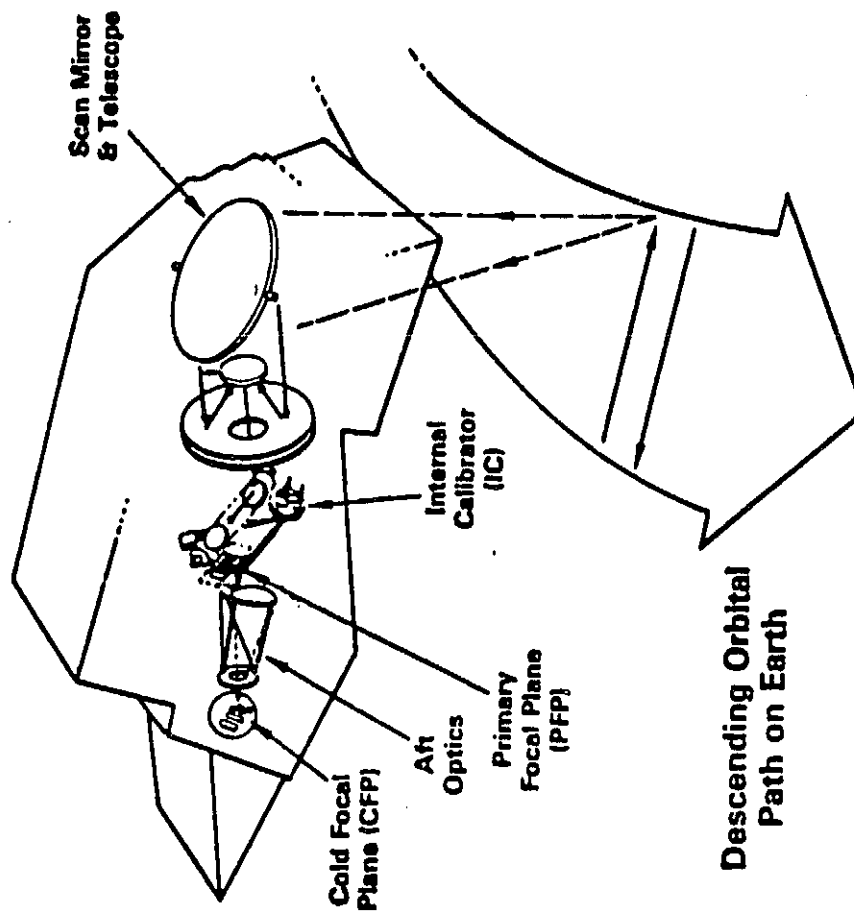 Scan Mirror
& Telescope
Internal
Calibrator
(IC)
Primary
Focal Plane
(PFP)
Aft
Optics
Cold Focal
Plane (CFP)
Descending Orbital
Path on Earth